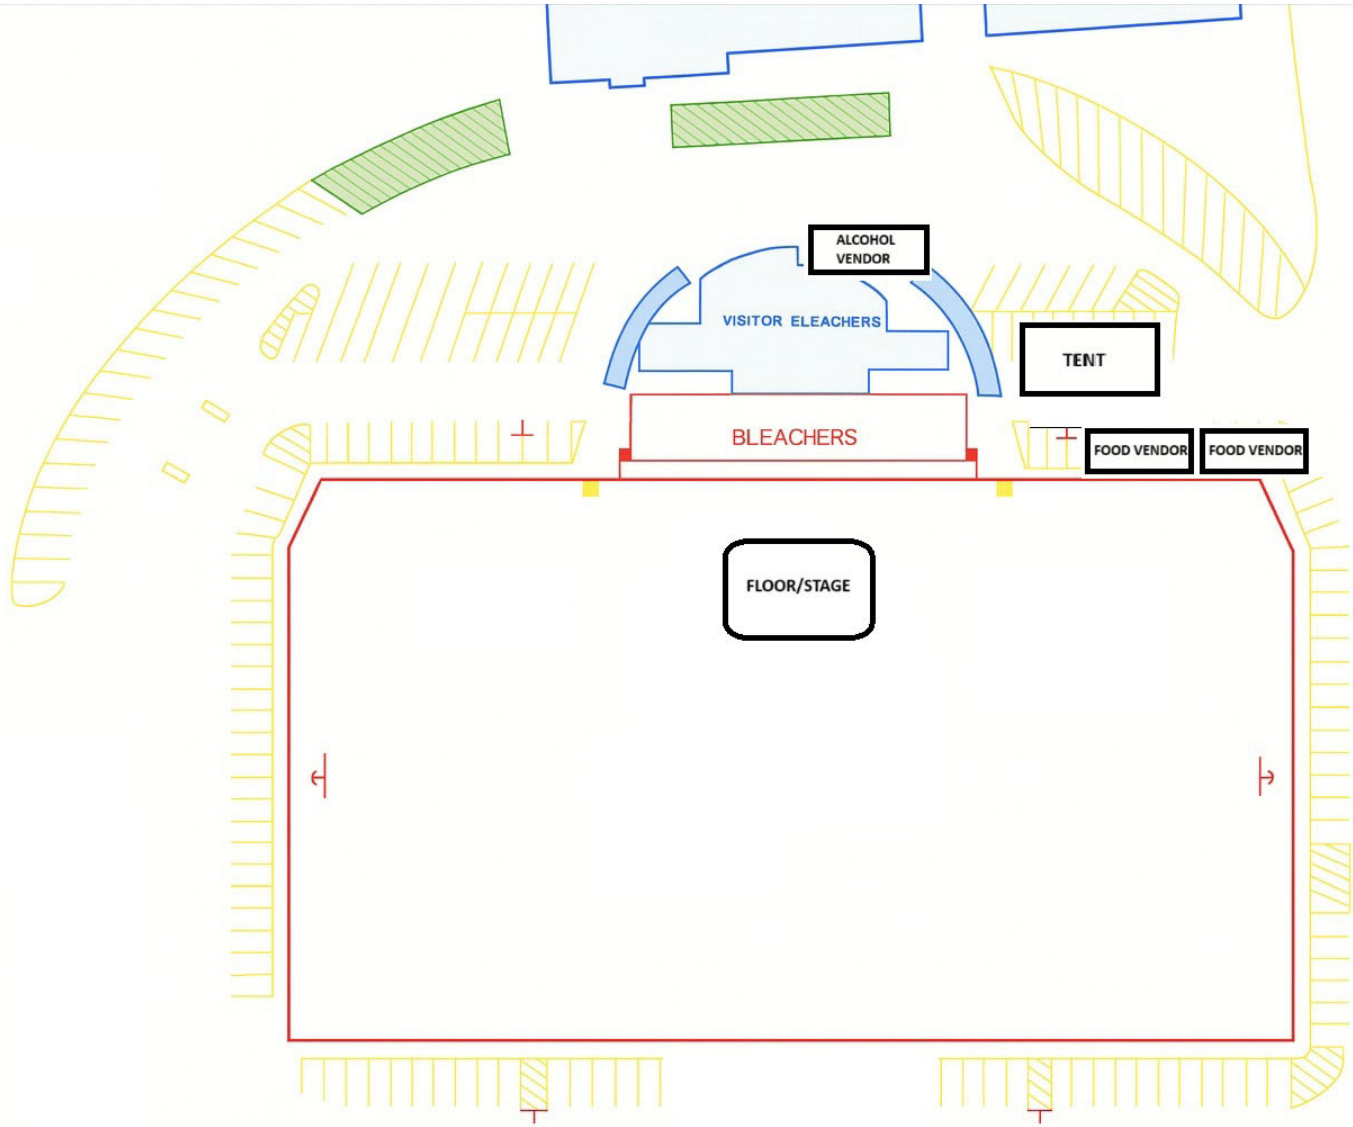 ALCOHOL
VENDOR
VISITOR ELEACHERS
TENT
BLEACHERS
FOOD VENDOR
FOOD VENDOR
FLOOR/STAGE